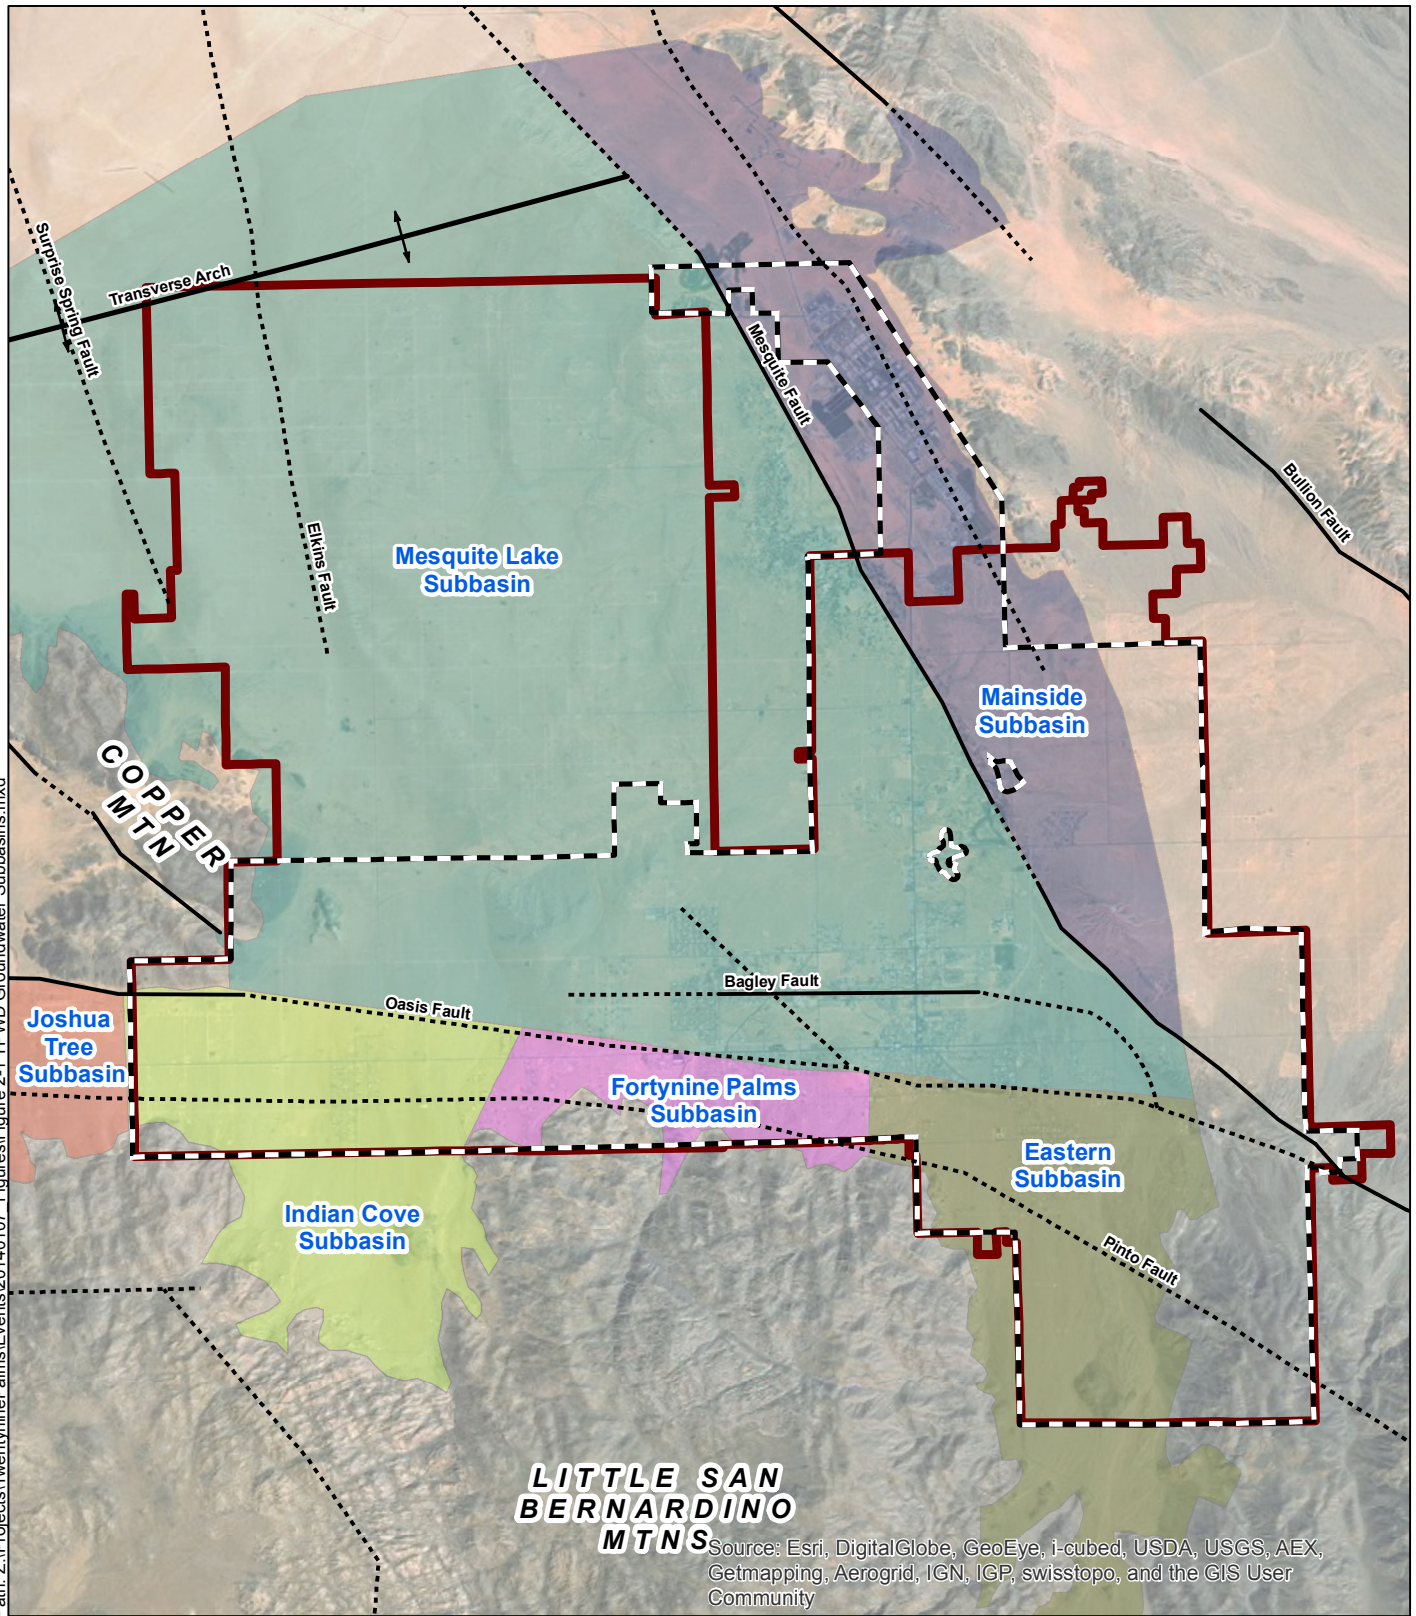 Surprise Spring Fault
Transverse Arch
Mesquite Fault
Bullion Fault
Elkins Fault
Mesquite Lake
Subbasin
Mainside
Subbasin
COPPER
MTN
Bagley Fault
Oasis Fault
Joshua
Tree
Subbasin
Fortynine Palms
Subbasin
Eastern
Subbasin
Indian Cove
Subbasin
Pinto Fault
LITTLE SAN
BERNARDINO
MTNS
Source: Esri, DigitalGlobe, GeoEye, i-cubed, USDA, USGS, AEX,
Getmapping, Aerogrid, IGN, IGP, swisstopo, and the GIS User
Community